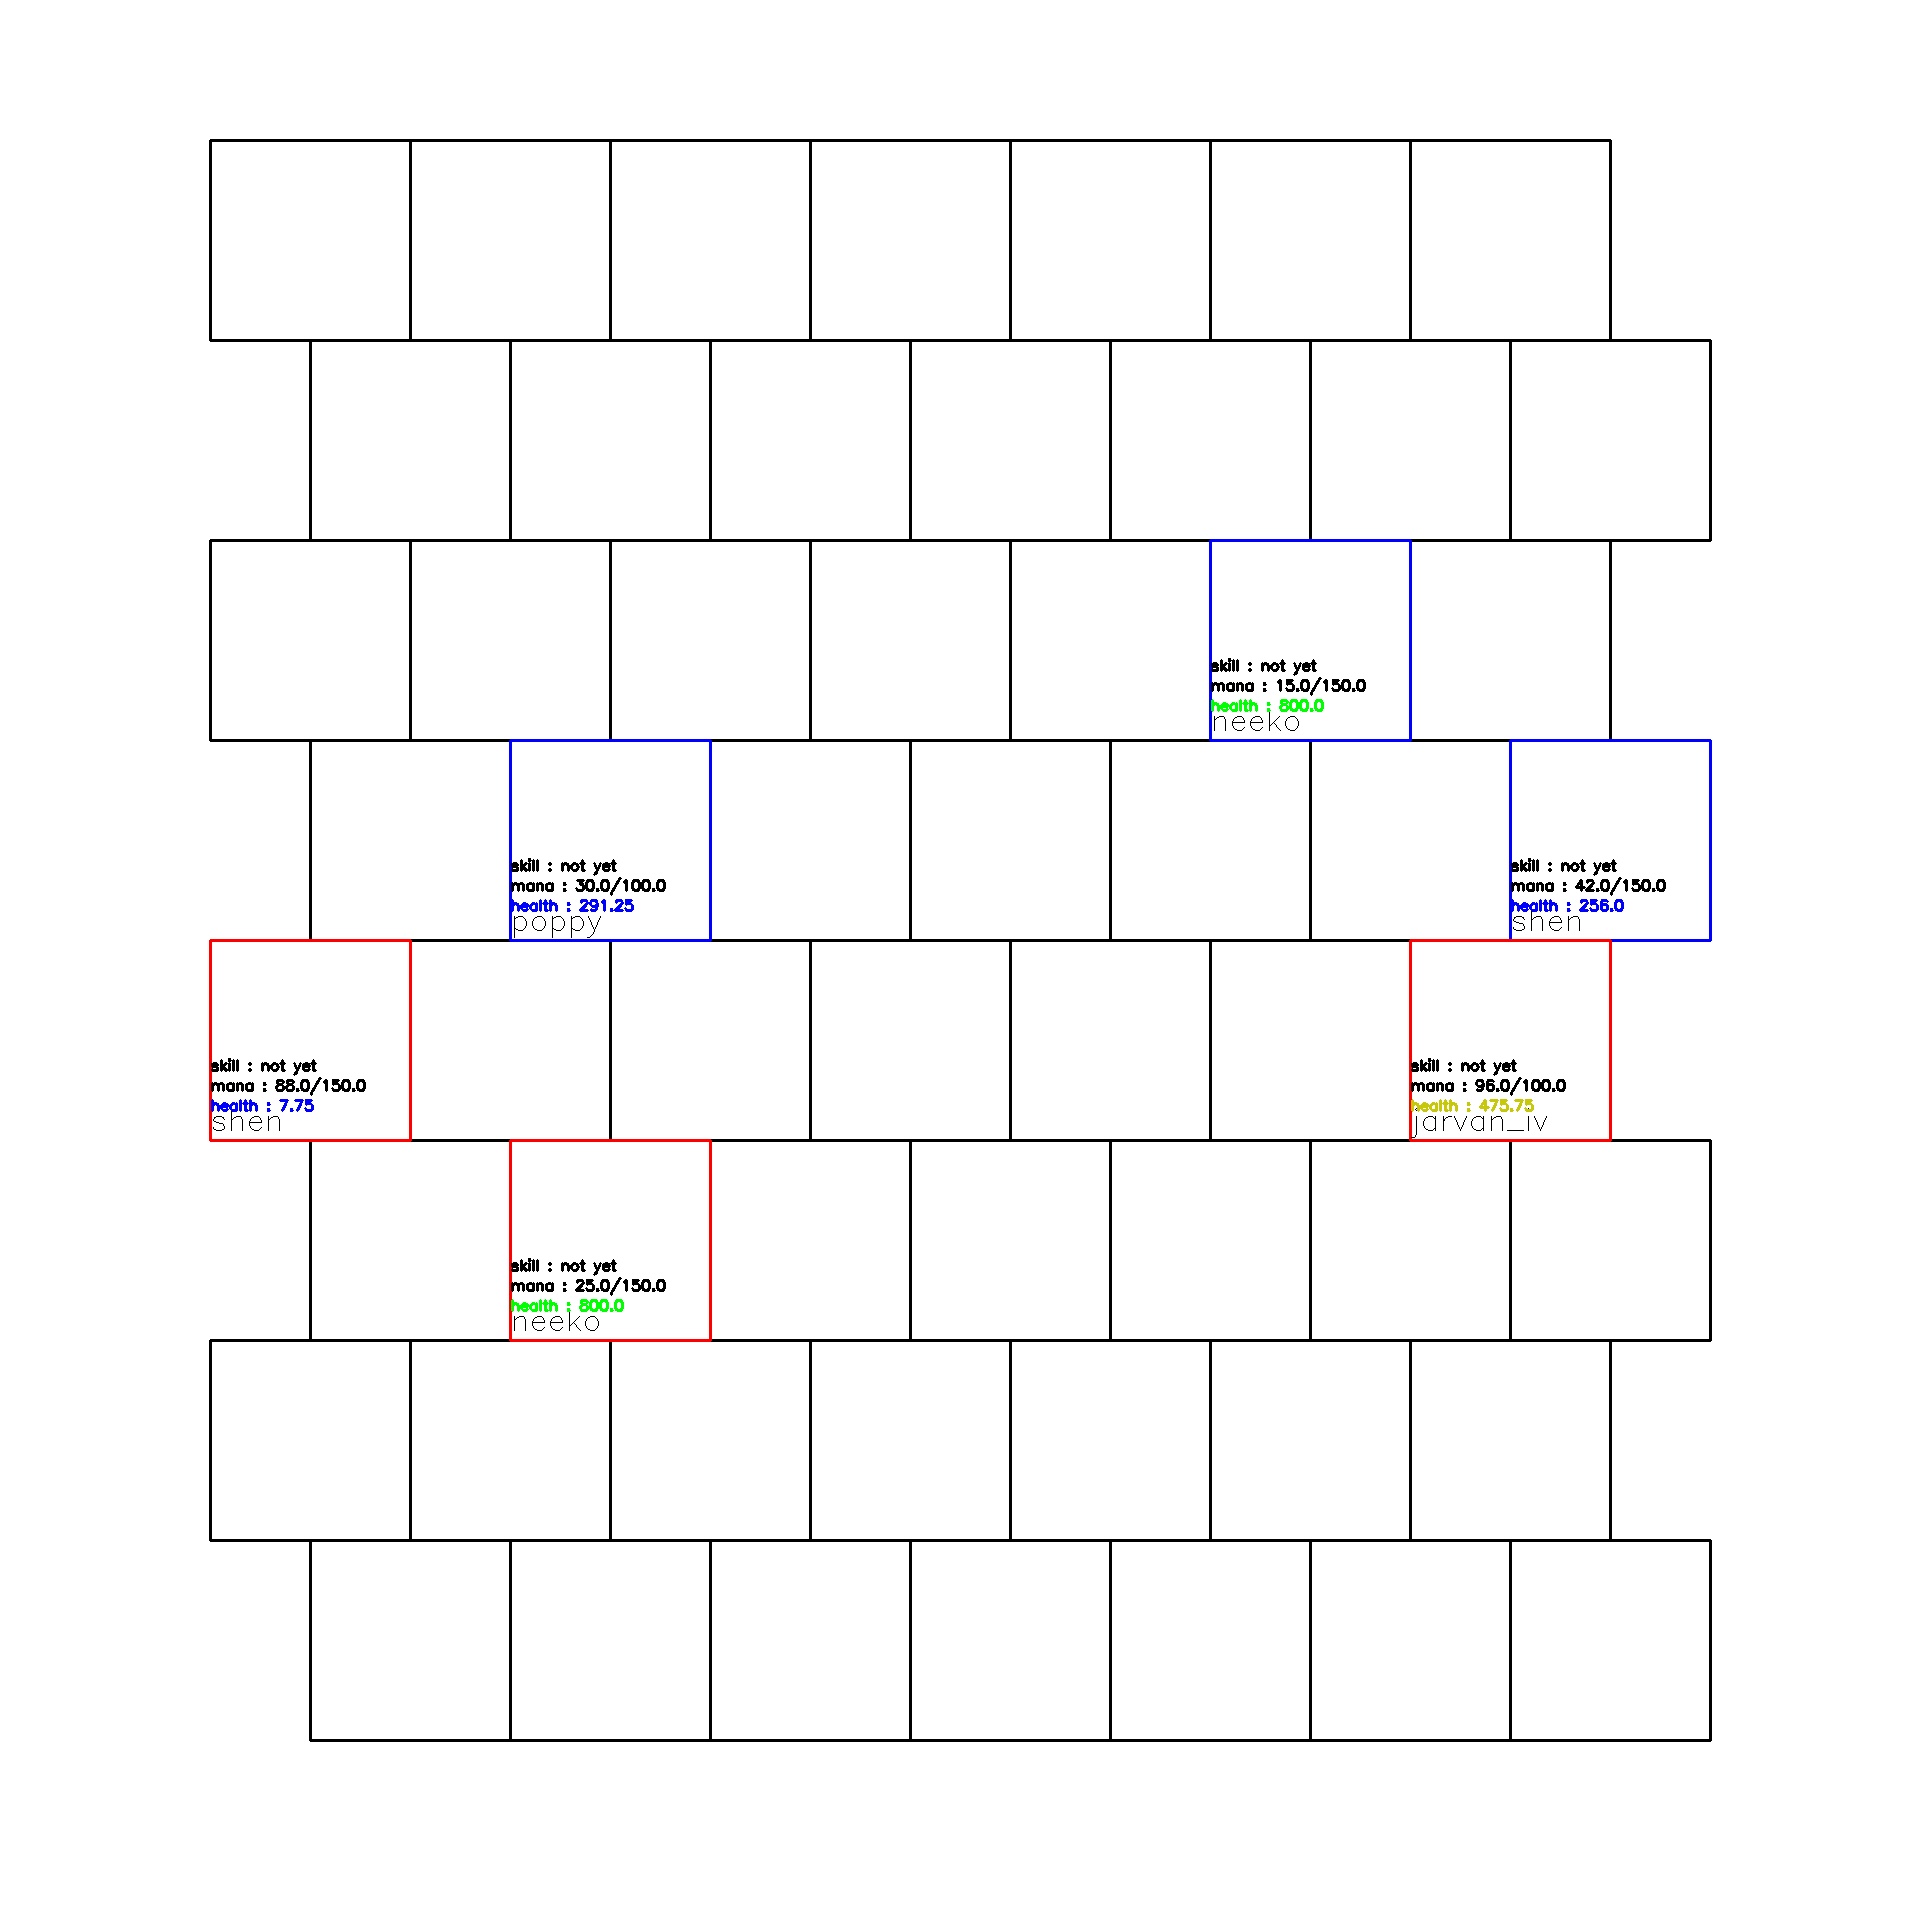 skill : not yet
mana : 15.0/150.0
health : 800.0
neeko
skill : not yet
mana : 30.0/100.0
health : 291.25
poppy
skill : not yet
mana : 42.0/150.0
health : 256.0
shen
skill : not yet
mana : 88.0/150.0
health : 7.75
shen
skill : not yet
mana : 96.0/100.0
health : 475.75
jarvan_iv
skill : not yet
mana : 25.0/150.0
health : 800.0
neeko